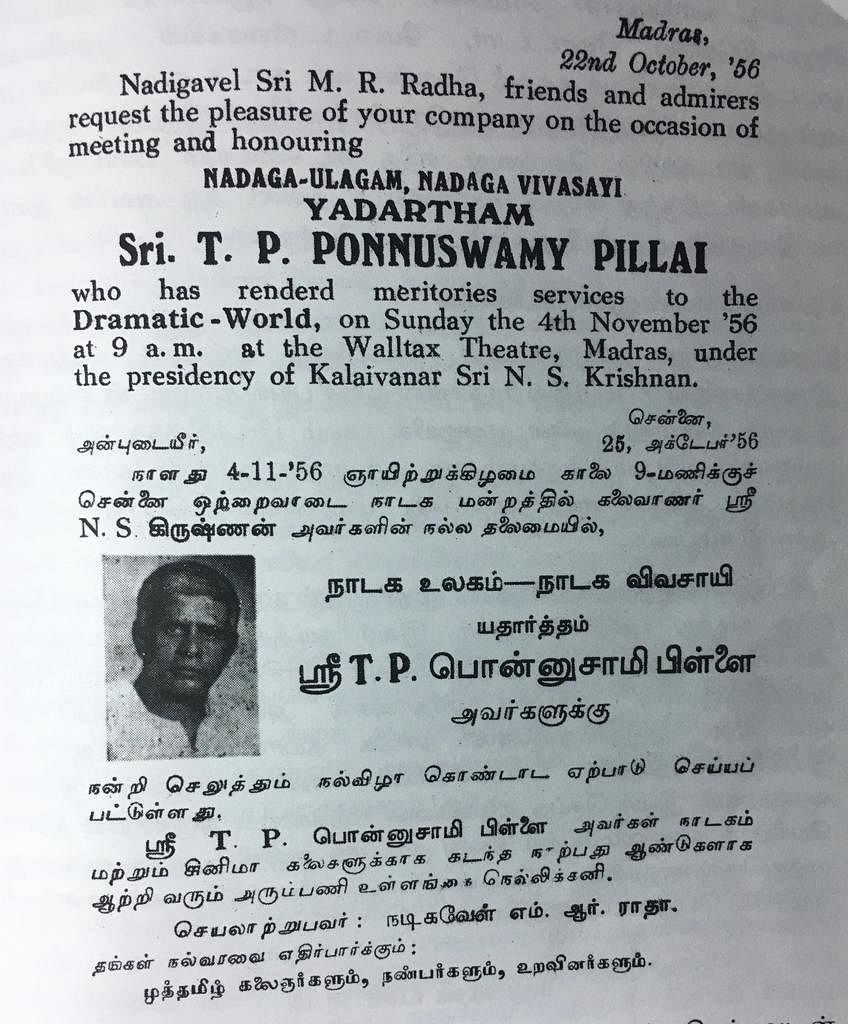 Madras,
22nd October, '56
Nadigavel Sri M. R. Radha, friends and admirers
request the pleasure of your company on the occasion of
meeting and honouring
NADAGA-ULAGAM, NADAGA VIVASAYI
YADARTHAM
Sri. T. P. PONNUSWAMY PILLAI
who has renderd meritories services to the
Dramatic-World, on Sunday the 4th November '56
at 9 a. m. at the Walltax Theatre, Madras, under
the presidency of Kalaivanar Sri N. S. Krishnan.
சென்னை,
அன்புடையீர், 25, அக்டேபர்'56
நாளது 4-11-'56 ஞாயிற்றுக்கிழமை காலை 9-மணிக்குச்
சென்னை ஒற்றைவாடை நாடக மன்றத்தில் கலைவாணர் ஸ்ரீ
N. S. கிருஷ்ணன் அவர்களின் நல்ல தலைமையில்,
நாடக உலகம்—நாடக விவசாயி
யதார்த்தம்
ஸ்ரீ T. P. பொன்னுசாமி பிள்ளை
அவர்களுக்கு
நன்றி செலுத்தும் நல்விழா கொண்டாட ஏற்பாடு செய்யப்
பட்டுள்ளது.
ஸ்ரீ T. P. பொன்னுசாமி பிள்ளை அவர்கள் நாடகம்
மற்றும் சினிமா கலைகளுக்காக கடந்த நாற்பது ஆண்டுகளாக
ஆற்றி வரும் அரும்பணி உள்ளங்கை நெல்லிக்கனி.
செயலாற்றுபவர் : நடிகவேள் எம். ஆர். ராதா.
தங்கள் நல்வரவை எதிர்பார்க்கும் :
முத்தமிழ் கலைஞர்களும், நண்பர்களும், உறவினர்களும்.